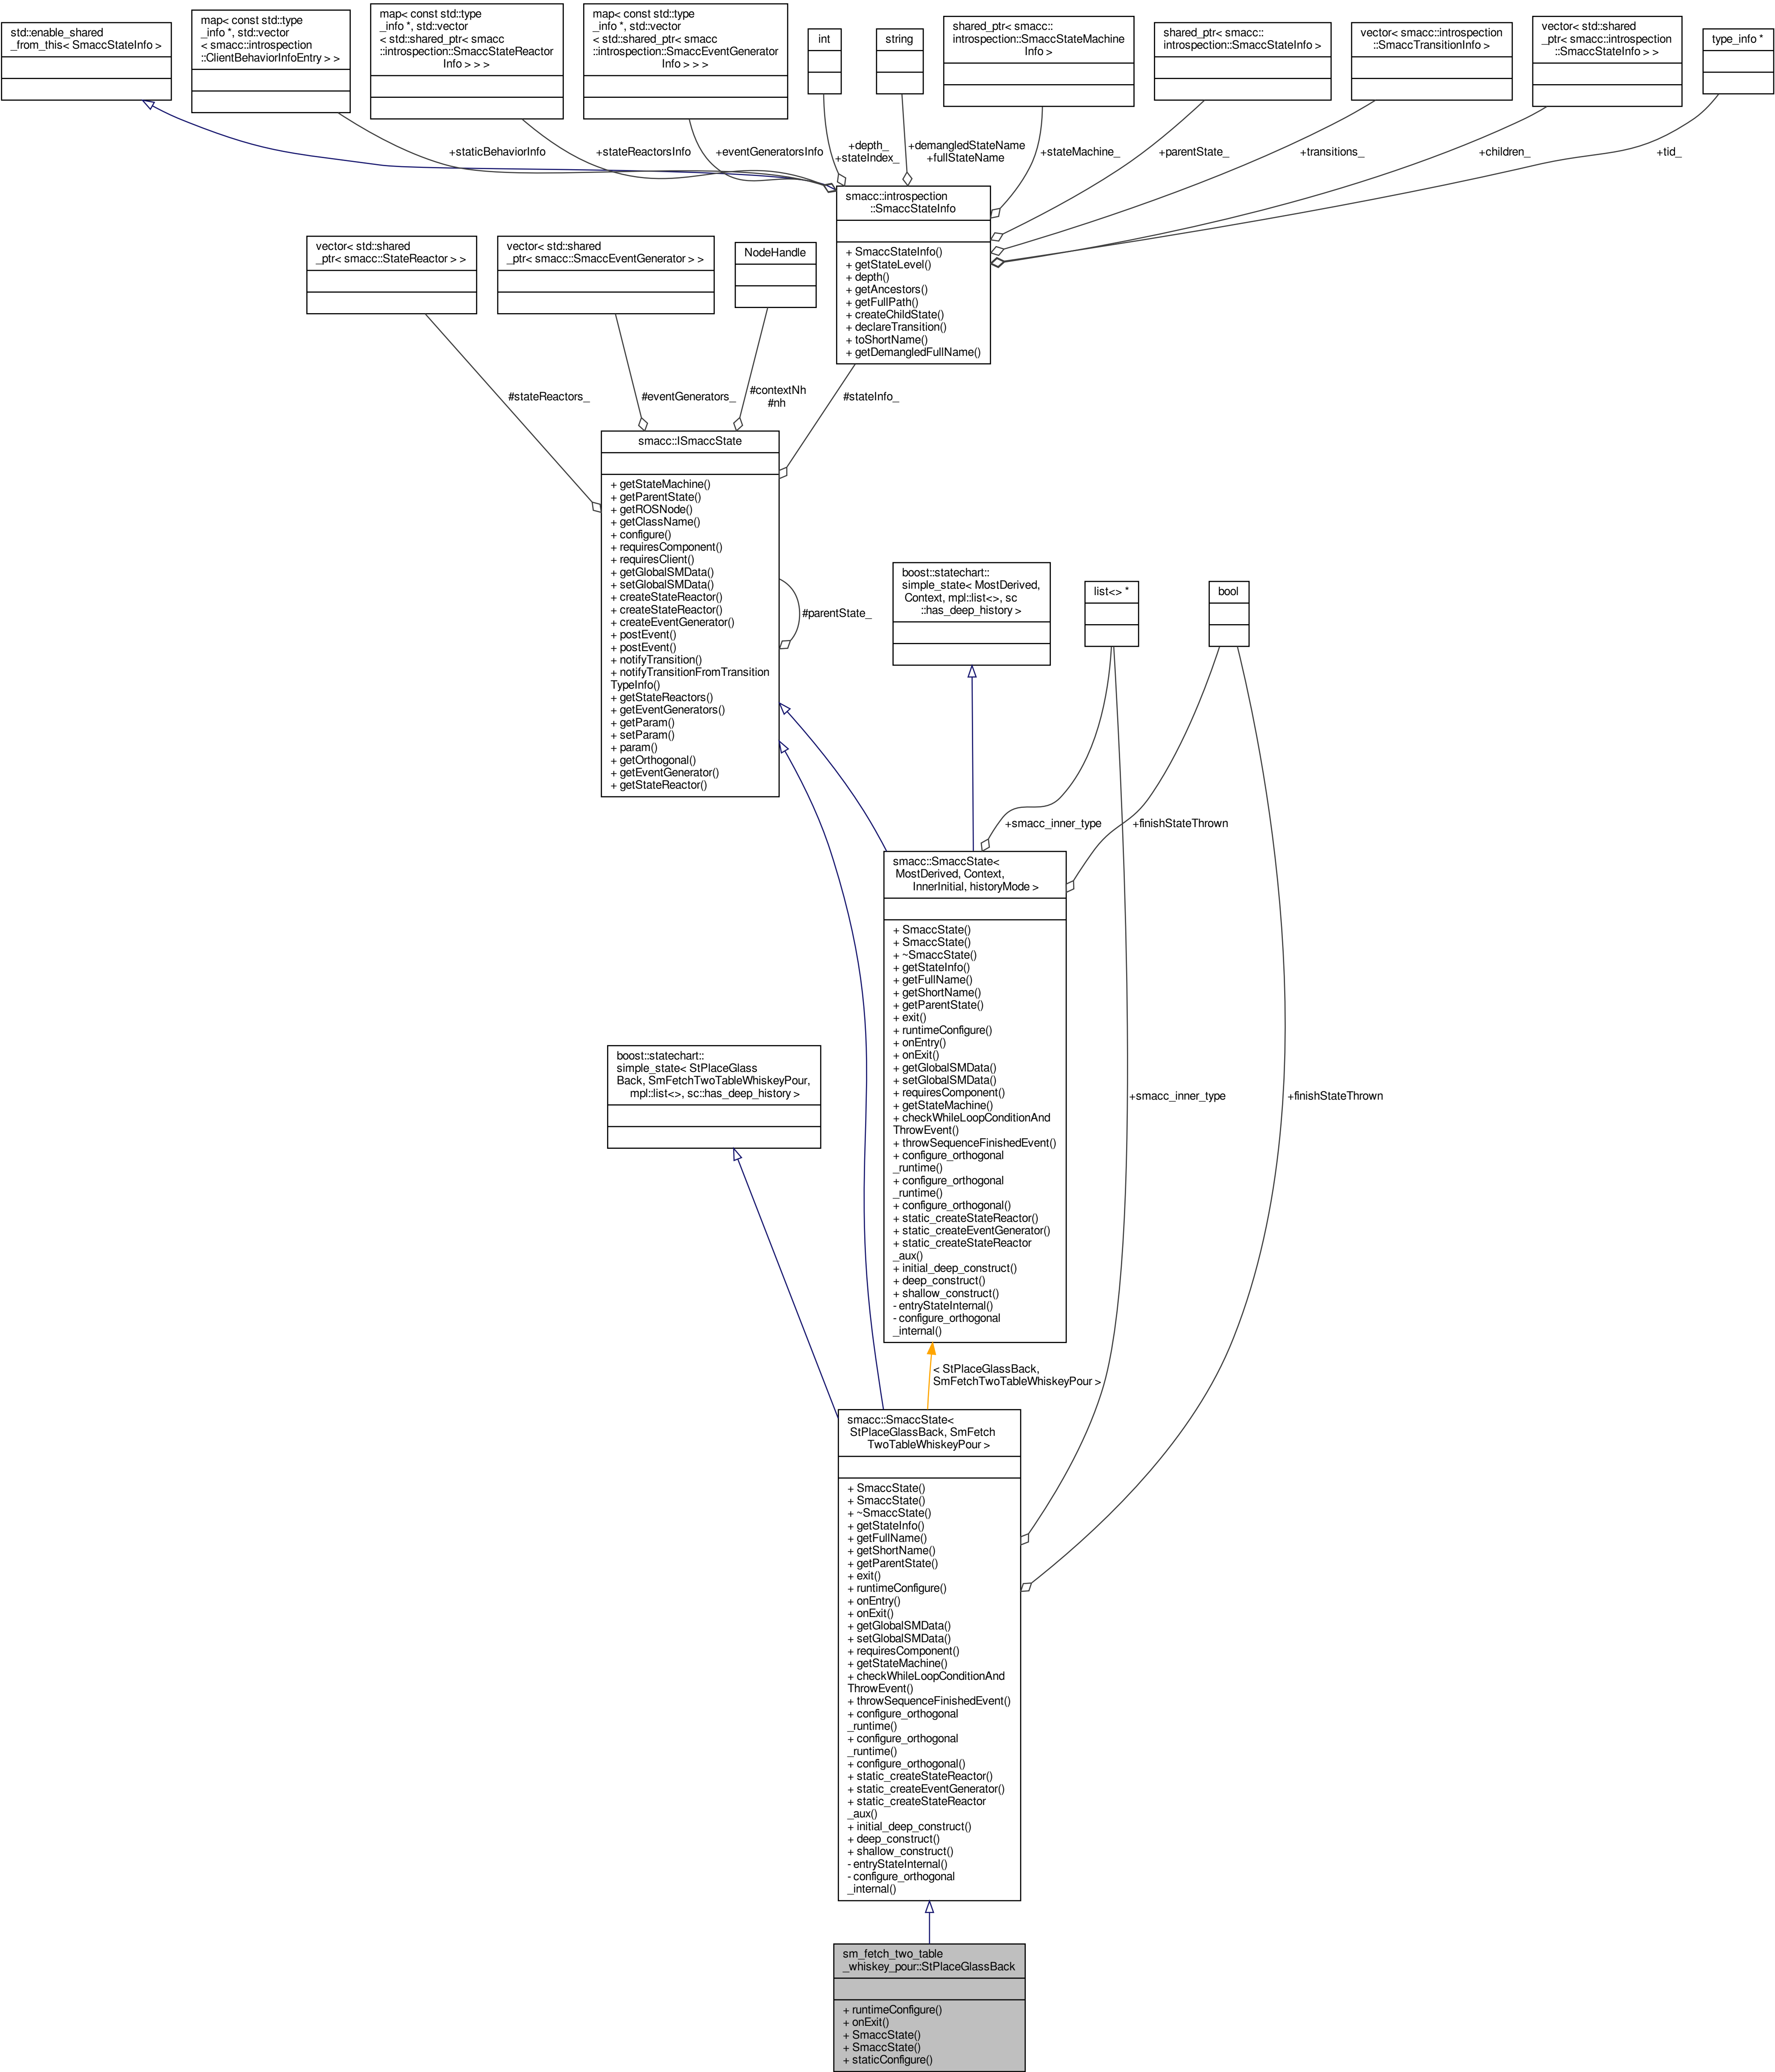 std::enable_shared
_from_this< SmaccStateInfo >
map< const std::type
_info *, std::vector
< smacc::introspection
::ClientBehaviorInfoEntry > >
map< const std::type
_info *, std::vector
< std::shared_ptr< smacc
::introspection::SmaccStateReactor
Info > > >
map< const std::type
_info *, std::vector
< std::shared_ptr< smacc
::introspection::SmaccEventGenerator
Info > > >
int
string
shared_ptr< smacc::
introspection::SmaccStateMachine
Info >
shared_ptr< smacc::
introspection::SmaccStateInfo >
vector< smacc::introspection
::SmaccTransitionInfo >
vector< std::shared
_ptr< smacc::introspection
::SmaccStateInfo > >
type_info *
+staticBehaviorInfo
+stateReactorsInfo
+eventGeneratorsInfo
+depth_
+stateIndex_
+demangledStateName
+fullStateName
+stateMachine_
+parentState_
+transitions_
+children_
+tid_
smacc::introspection
::SmaccStateInfo
+ SmaccStateInfo()
+ getStateLevel()
+ depth()
+ getAncestors()
+ getFullPath()
+ createChildState()
+ declareTransition()
+ toShortName()
+ getDemangledFullName()
vector< std::shared
_ptr< smacc::StateReactor > >
vector< std::shared
_ptr< smacc::SmaccEventGenerator > >
NodeHandle
#stateReactors_
#eventGenerators_
#contextNh
#nh
#stateInfo_
smacc::ISmaccState
+ getStateMachine()
+ getParentState()
+ getROSNode()
+ getClassName()
+ configure()
+ requiresComponent()
+ requiresClient()
+ getGlobalSMData()
+ setGlobalSMData()
+ createStateReactor()
+ createStateReactor()
+ createEventGenerator()
+ postEvent()
+ postEvent()
+ notifyTransition()
+ notifyTransitionFromTransition
TypeInfo()
+ getStateReactors()
+ getEventGenerators()
+ getParam()
+ setParam()
+ param()
+ getOrthogonal()
+ getEventGenerator()
+ getStateReactor()
#parentState_
boost::statechart::
simple_state< MostDerived,
Context, mpl::list<>, sc
::has_deep_history >
list<> *
bool
+smacc_inner_type
+finishStateThrown
smacc::SmaccState<
MostDerived, Context,
InnerInitial, historyMode >
+ SmaccState()
+ SmaccState()
+ ~SmaccState()
+ getStateInfo()
+ getFullName()
+ getShortName()
+ getParentState()
+ exit()
+ runtimeConfigure()
+ onEntry()
+ onExit()
+ getGlobalSMData()
+ setGlobalSMData()
+ requiresComponent()
+ getStateMachine()
+ checkWhileLoopConditionAnd
ThrowEvent()
+ throwSequenceFinishedEvent()
+ configure_orthogonal
_runtime()
+ configure_orthogonal
_runtime()
+ configure_orthogonal()
+ static_createStateReactor()
+ static_createEventGenerator()
+ static_createStateReactor
_aux()
+ initial_deep_construct()
+ deep_construct()
+ shallow_construct()
- entryStateInternal()
- configure_orthogonal
_internal()
boost::statechart::
simple_state< StPlaceGlass
Back, SmFetchTwoTableWhiskeyPour,
mpl::list<>, sc::has_deep_history >
+smacc_inner_type
+finishStateThrown
< StPlaceGlassBack,
SmFetchTwoTableWhiskeyPour >
smacc::SmaccState<
StPlaceGlassBack, SmFetch
TwoTableWhiskeyPour >
+ SmaccState()
+ SmaccState()
+ ~SmaccState()
+ getStateInfo()
+ getFullName()
+ getShortName()
+ getParentState()
+ exit()
+ runtimeConfigure()
+ onEntry()
+ onExit()
+ getGlobalSMData()
+ setGlobalSMData()
+ requiresComponent()
+ getStateMachine()
+ checkWhileLoopConditionAnd
ThrowEvent()
+ throwSequenceFinishedEvent()
+ configure_orthogonal
_runtime()
+ configure_orthogonal
_runtime()
+ configure_orthogonal()
+ static_createStateReactor()
+ static_createEventGenerator()
+ static_createStateReactor
_aux()
+ initial_deep_construct()
+ deep_construct()
+ shallow_construct()
- entryStateInternal()
- configure_orthogonal
_internal()
sm_fetch_two_table
_whiskey_pour::StPlaceGlassBack
+ runtimeConfigure()
+ onExit()
+ SmaccState()
+ SmaccState()
+ staticConfigure()